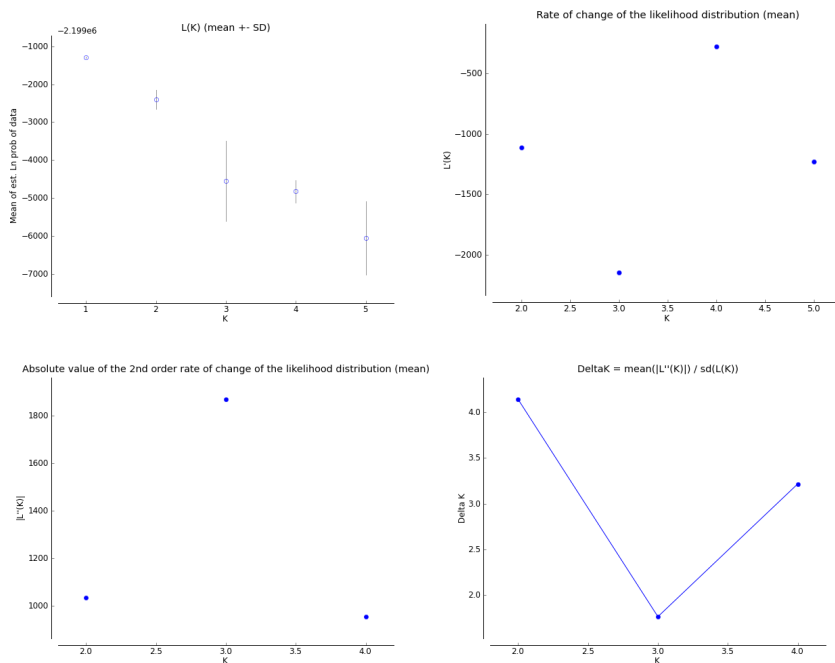 L(K) (mean +- SD)
−2.199e6
−1000
−2000
−3000
−4000
−5000
−6000
−7000
Mean of est. Ln prob of data
1 2 3 4 5
K
Rate of change of the likelihood distribution (mean)
−500
−1000
−1500
−2000
L'(K)
2.0 2.5 3.0 3.5 4.0 4.5 5.0
K
Absolute value of the 2nd order rate of change of the likelihood distribution (mean)
1800
1600
1400
1200
1000
|L''(K)|
2.0 2.5 3.0 3.5 4.0
K
DeltaK = mean(|L''(K)|) / sd(L(K))
4.0
3.5
3.0
2.5
2.0
Delta K
2.0 2.5 3.0 3.5 4.0
K